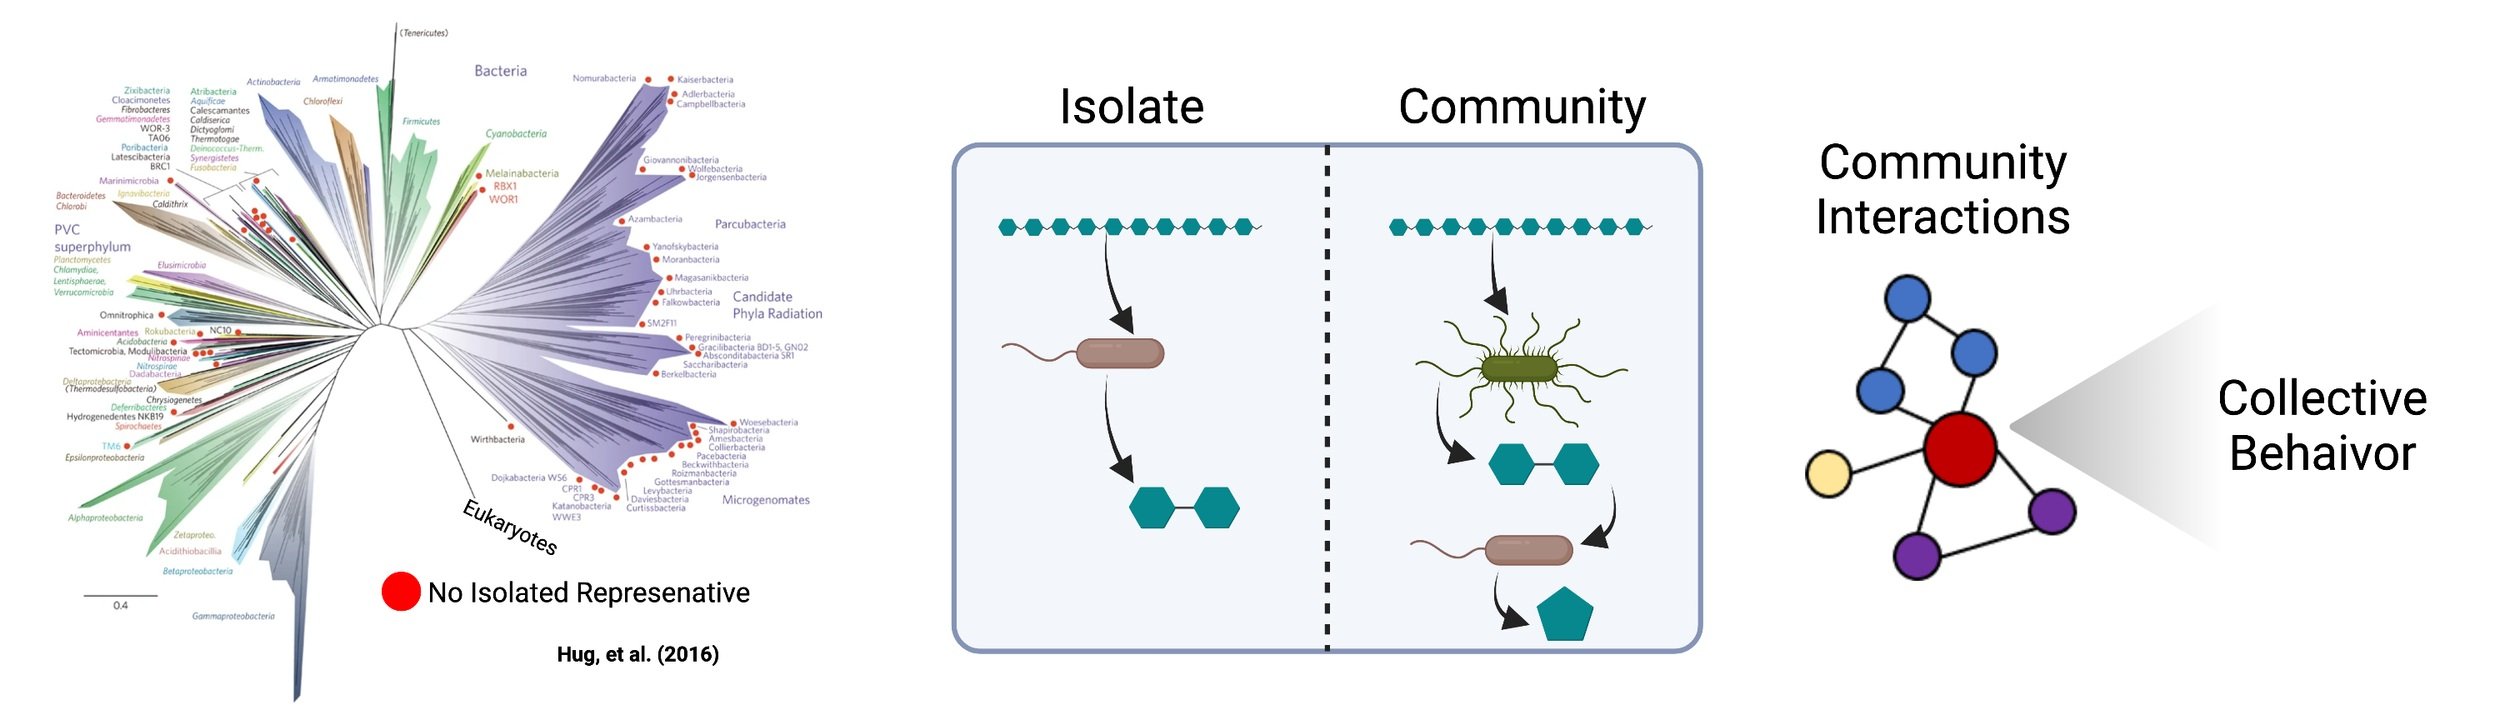 (Tenericutes)
Bacteria
Nomurabacteria
Kaiserbacteria
Adlerbacteria
Campbellbacteria
Actinobacteria
Armatimonadetes
Zixibacteria
Cloacimonetes
Fibrobacteres
Gemmatimonadetes
WOR-3
TA06
Poribacteria
Latescibacteria
BRC1
Atribacteria
Aquificae
Calescamantes
Caldiserica
Dictyoglomi
Thermotogae
Deinococcus-Therm.
Synergistetes
Fusobacteria
Chloroflexi
Firmicutes
Cyanobacteria
Giovannonibacteria
Wolfebacteria
Jorgensenbacteria
Melainabacteria
RBX1
WOR1
Marinimicrobia
Bacteroidetes
Chlorobi
Ignavibacteria
Caldithrix
Azambacteria
Parcubacteria
PVC
superphylum
Planctomycetes
Chlamydiae,
Lentisphaerae,
Verrucomicrobia
Elusimicrobia
Yanofskybacteria
Moranbacteria
Magasanikbacteria
Uhrbacteria
Falkowbacteria
Candidate
Phyla Radiation
SM2F11
Omnitrophica
Aminicentantes
Rokubacteria
NC10
Acidobacteria
Tectomicrobia, Modulibacteria
Nitrospinae
Nitrospirae
Dadabacteria
Deltaprotebacteria
(Thermodesulfobacteria)
Chrysiogenetes
Deferribacteres
Hydrogenedentes NKB19
Spirochaetes
TM6
Epsilonproteobacteria
Peregrinibacteria
Gracilibacteria BD1-5, GN02
Absconditabacteria SR1
Saccharibacteria
Berkelbacteria
Woesebacteria
Shapirobacteria
Amesbacteria
Collierbacteria
Pacebacteria
Beckwithbacteria
Roizmanbacteria
Gottesmanbacteria
Levybacteria
Daviesbacteria
Curtissbacteria
Microgenomates
Wirthbacteria
Dojkabacteria WS6
CPR1
CPR3
Katanobacteria
WWE3
Eukaryotes
Alphaproteobacteria
Zetaproteo.
Acidithiobacillia
Betaproteobacteria
Gammaproteobacteria
0.4
No Isolated Represenative
Hug, et al. (2016)
Isolate
Community
Community
Interactions
Collective
Behaivor